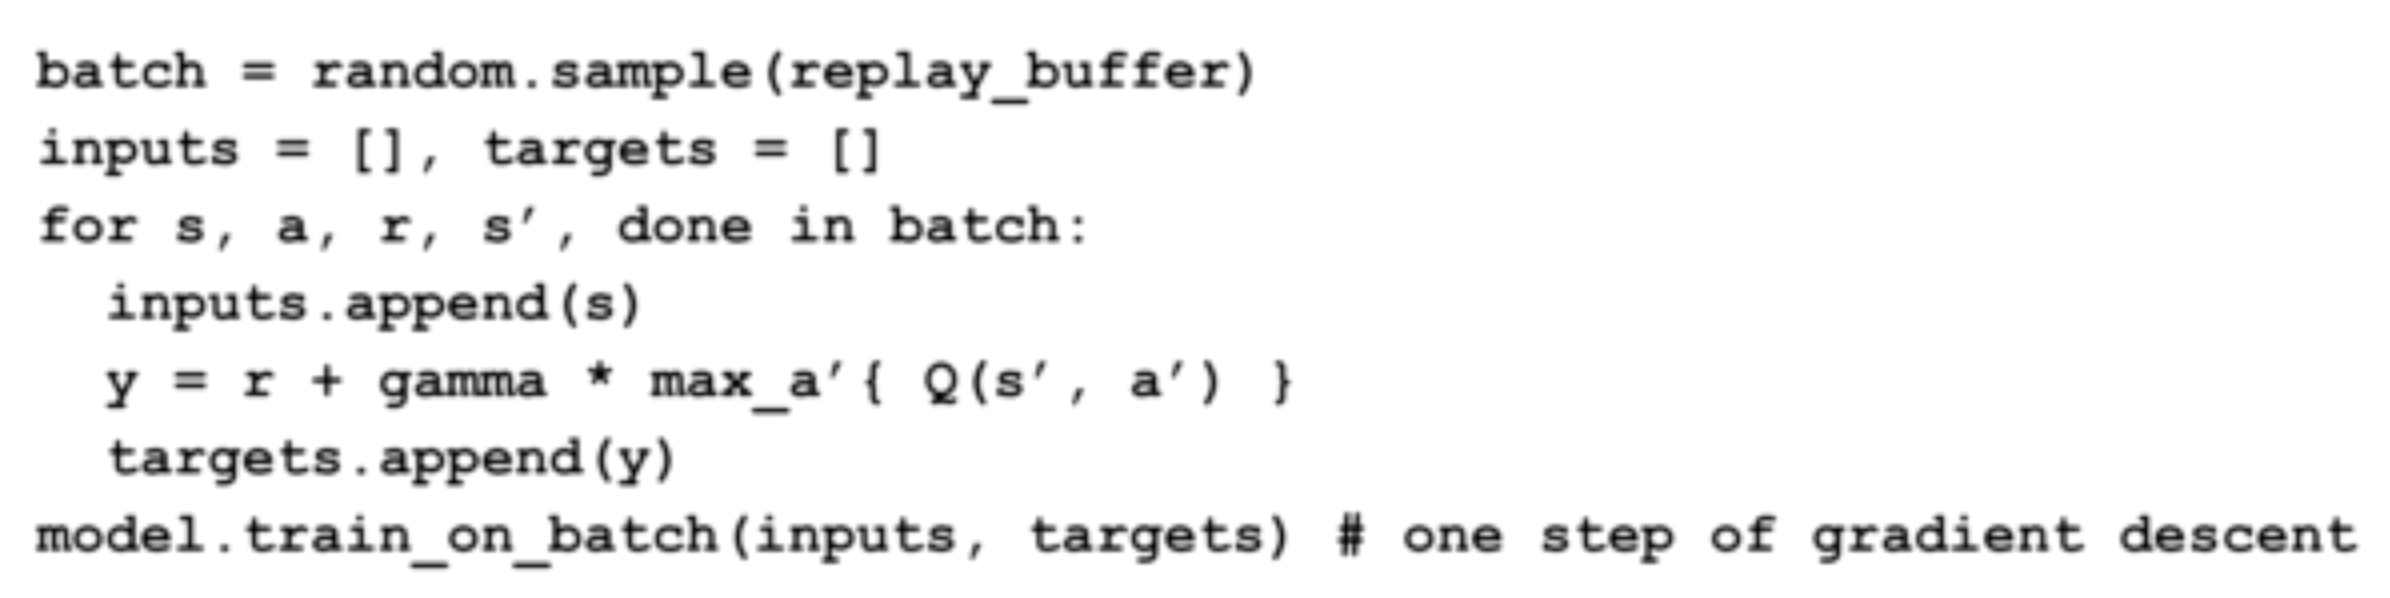 batch = random.sample(replay_buffer)
inputs = [], targets = []
for s, a, r, s′, done in batch:
  inputs.append(s)
  y = r + gamma * max_a′{ Q(s′, a′) }
  targets.append(y)
model.train_on_batch(inputs, targets) # one step of gradient descent